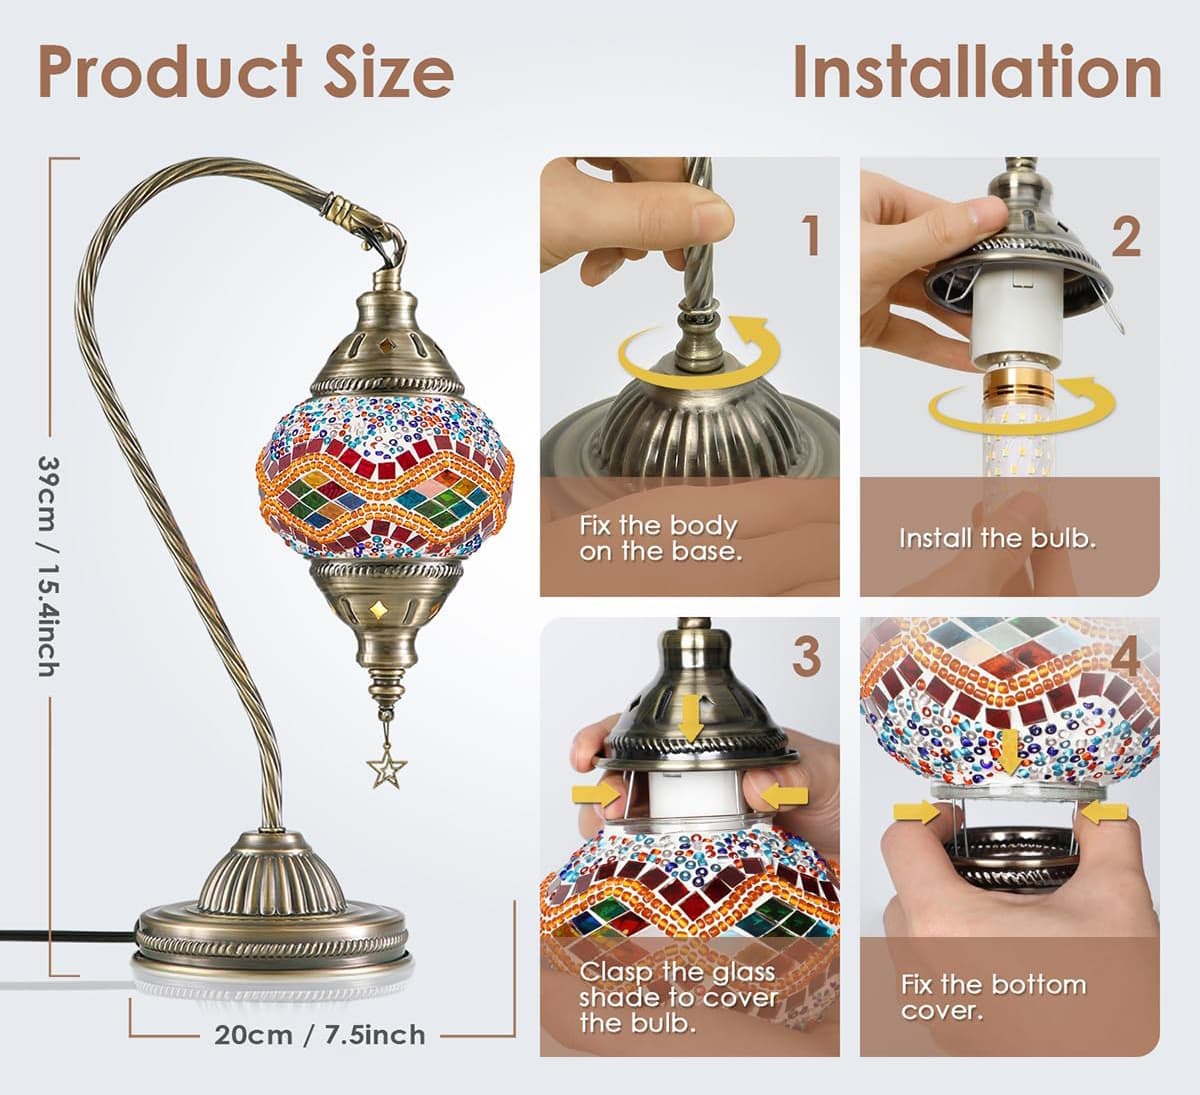 Product Size
39cm / 15.4inch
20cm / 7.5inch
Installation
1
Fix the body
on the base.
2
Install the bulb.
3
Clasp the glass
shade to cover
the bulb.
4
Fix the bottom
cover.